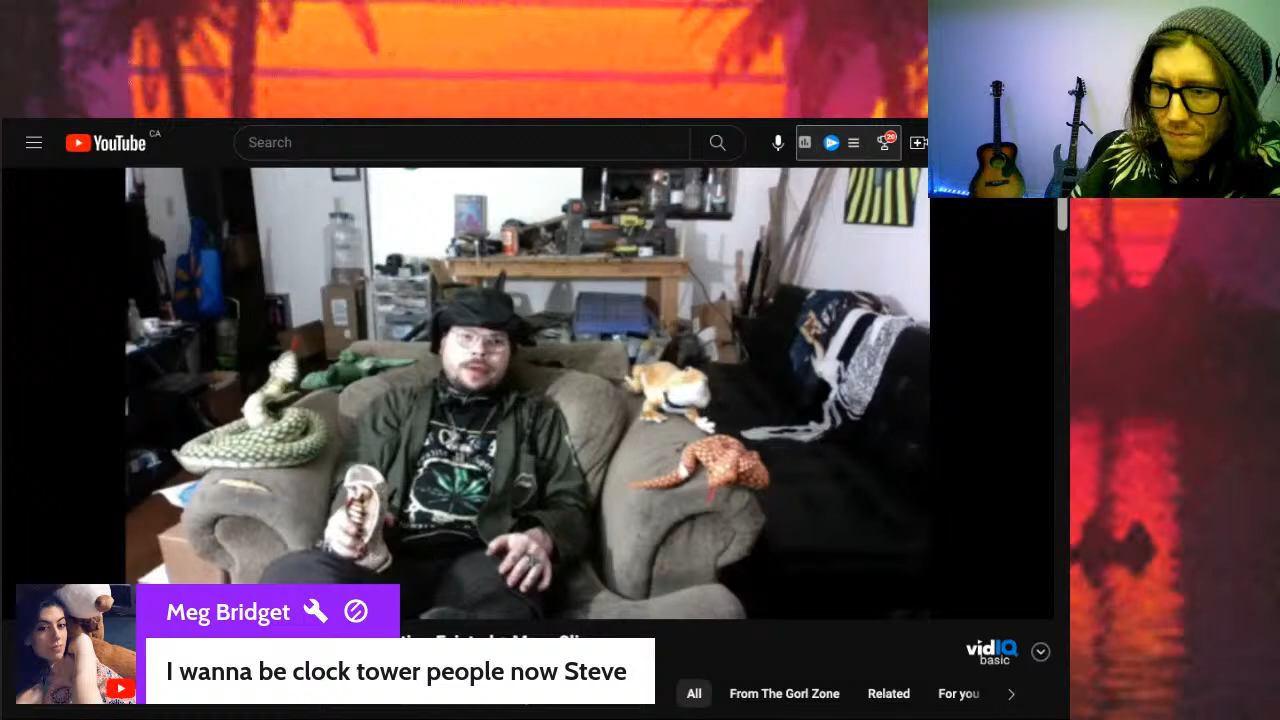 YouTube CA
Search
20
Meg Bridget
I wanna be clock tower people now Steve
vidIQ
basic
All
From The Gorl Zone
Related
For you